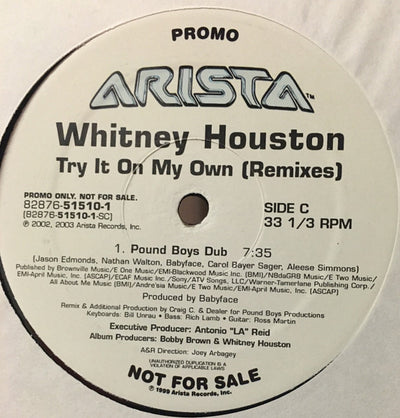 PROMO
ARISTA™
Whitney Houston
Try It On My Own (Remixes)
PROMO ONLY. NOT FOR SALE.
82876-51510-1
(82876-51510-1-SC)
℗ 2002, 2003 Arista Records, Inc.
SIDE C
33 1/3 RPM
1. Pound Boys Dub 7:35
(Jason Edmonds, Nathan Walton, Babyface, Carol Bayer Sager, Aleese Simmons)
Published by Brownville Music/E One Music/EMI-Blackwood Music Inc. (BMI)/NBdaGRB Music/E Two Music/
EMI-April Music, Inc. (ASCAP)/ECAF Music Inc./Sony/ATV Songs, LLC/Warner-Tamerlane Publishing Corp./
All About Me Music (BMI)/Andre'sia Music/E Two Music/EMI-April Music, Inc. (ASCAP)
Produced by Babyface
Remix & Additional Production by Craig C. & Dealer for Pound Boys Productions
Keyboards: Bill Unrau • Bass: Rich Lamb • Guitar: Ross Martin
Executive Producer: Antonio "LA" Reid
Album Producers: Bobby Brown & Whitney Houston
A&R Direction: Joey Arbagey
UNAUTHORIZED DUPLICATION IS A
VIOLATION OF APPLICABLE LAWS
NOT FOR SALE
℗ 1999 Arista Records, Inc.